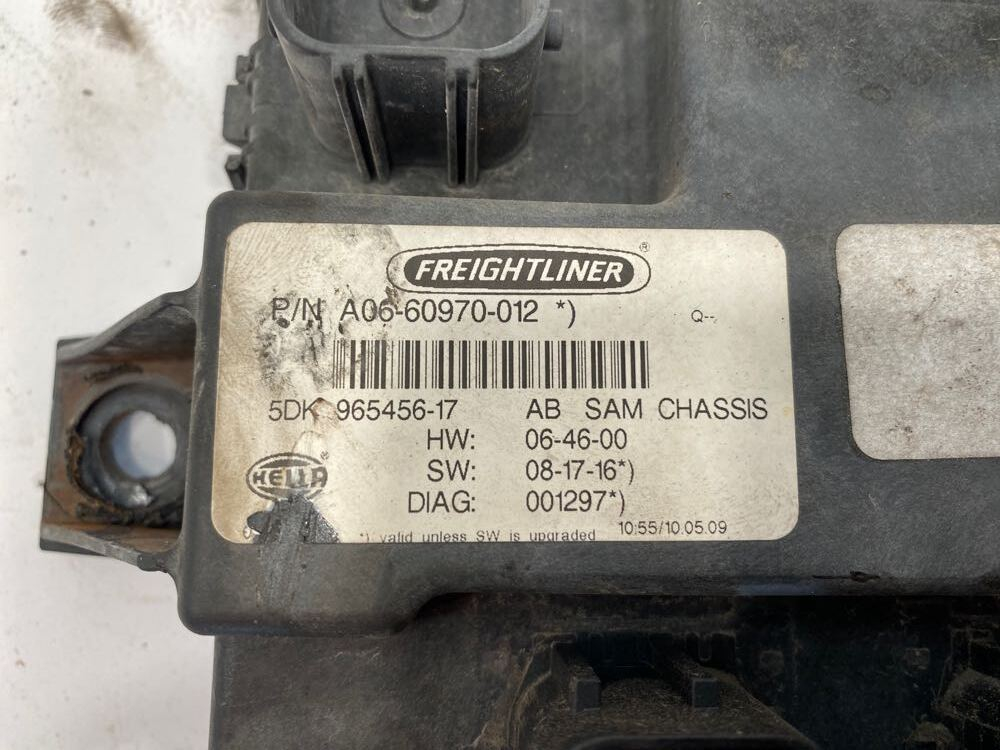 FREIGHTLINER ®
P/N A06-60970-012 *)
Q--
5DK 965456-17 AB SAM CHASSIS
HW: 06-46-00
SW: 08-17-16*)
DIAG: 001297*)
HELLA
*) valid unless SW is upgraded 10:55/10.05.09